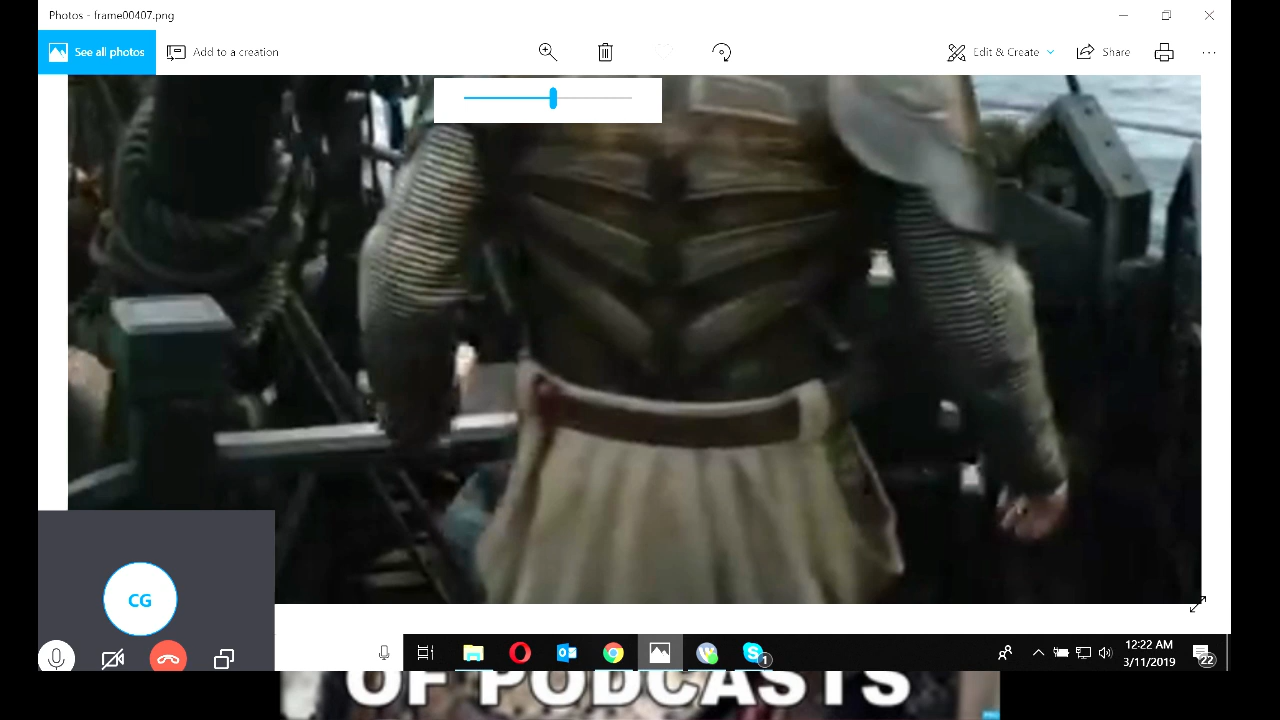 Photos - frame00407.png
See all photos
Add to a creation
Edit & Create
Share
CG
1
12:22 AM
3/11/2019
22
OF PODCASTS